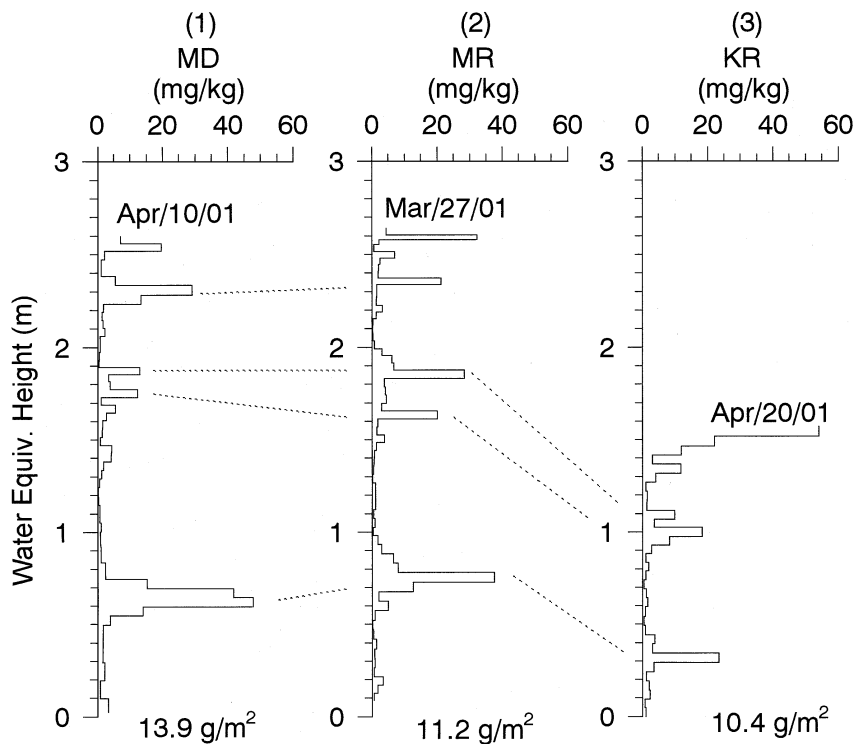 (1) (2) (3)
MD MR KR
(mg/kg) (mg/kg) (mg/kg)
0 20 40 60 0 20 40 60 0 20 40 60
3 3 3
Apr/10/01 Mar/27/01
2 2 2
Apr/20/01
Water Equiv. Height (m)
1 1 1
0 0 0
13.9 g/m² 11.2 g/m² 10.4 g/m²